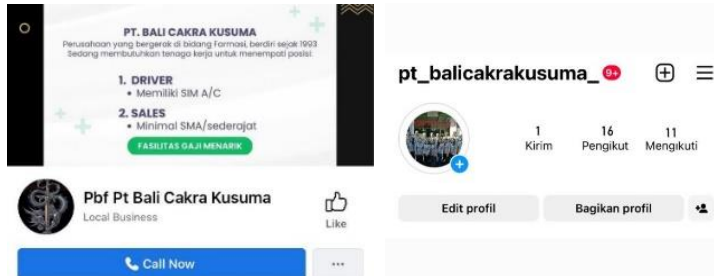 PT. BALI CAKRA KUSUMA
Perusahaan yang bergerak di bidang Farmasi, berdiri sejak 1993
Sedang membutuhkan tenaga kerja untuk menempati posisi:
1. DRIVER
• Memiliki SIM A/C
2. SALES
• Minimal SMA/sederajat
FASILITAS GAJI MENARIK
Pbf Pt Bali Cakra Kusuma
Local Business
Like
Call Now
pt_balicakrakusuma_ 9+
1 16 11
Kirim Pengikut Mengikuti
Edit profil Bagikan profil